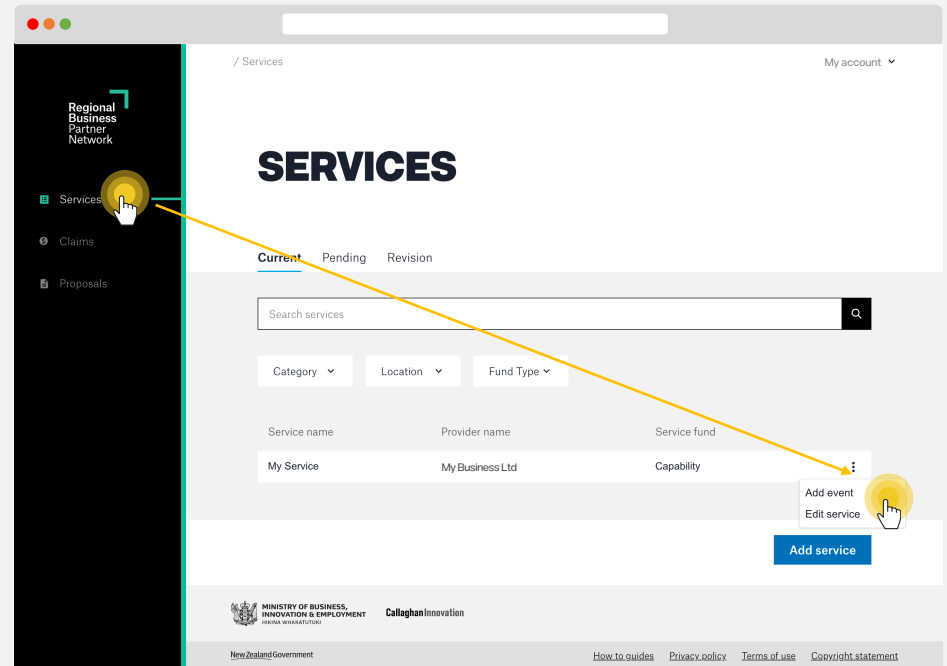 / Services
My account
Regional
Business
Partner
Network
SERVICES
Services
Claims
Proposals
Current Pending Revision
Search services
Category Location Fund Type
Service name Provider name Service fund
My Service My Business Ltd Capability
Add event
Edit service
Add service
MINISTRY OF BUSINESS,
INNOVATION & EMPLOYMENT
HIKINA WHAKATUTUKI
CallaghanInnovation
New Zealand Government
How to guides Privacy policy Terms of use Copyright statement